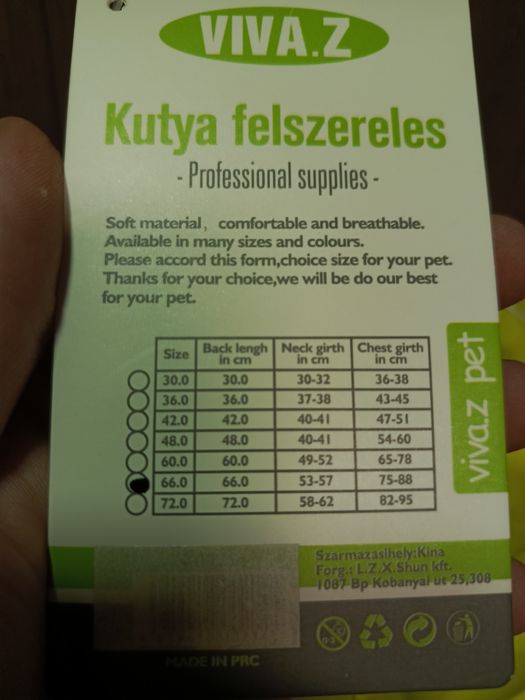 VIVA.Z
Kutya felszereles
- Professional supplies -
Soft material, comfortable and breathable.
Available in many sizes and colours.
Please accord this form,choice size for your pet.
Thanks for your choice,we will be do our best
for your pet.
Size Back lengh in cm Neck girth in cm Chest girth in cm
30.0 30.0 30-32 36-38
36.0 36.0 37-38 43-45
42.0 42.0 40-41 47-51
48.0 48.0 40-41 54-60
60.0 60.0 49-52 65-78
66.0 66.0 53-57 75-88
72.0 72.0 58-62 82-95
viva.z pet
Szarmazasihely:Kina
Forg.: L.Z.X.Shun kft.
1087 Bp Kobanyai ut 25,308
0-3
MADE IN PRC